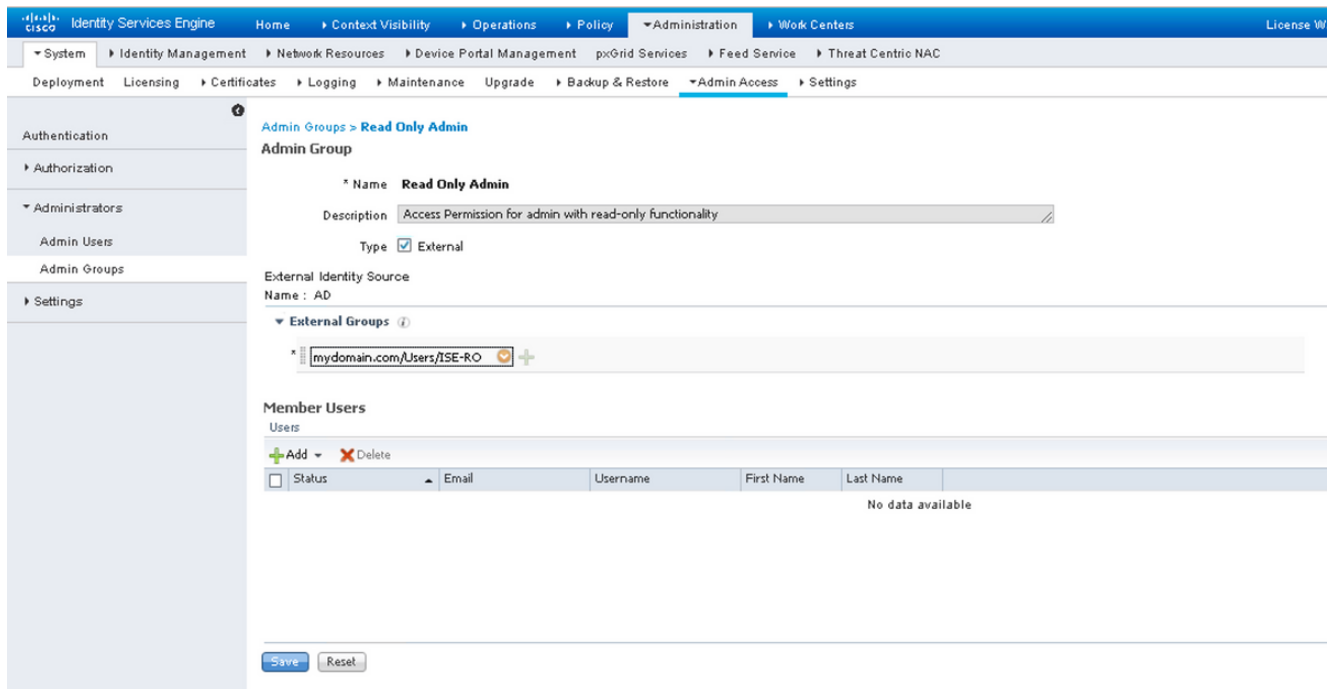 cisco Identity Services Engine Home Context Visibility Operations Policy Administration Work Centers License W
System Identity Management Network Resources Device Portal Management pxGrid Services Feed Service Threat Centric NAC
Deployment Licensing Certificates Logging Maintenance Upgrade Backup & Restore Admin Access Settings
Authentication
Authorization
Administrators
Admin Users
Admin Groups
Settings
Admin Groups > Read Only Admin
Admin Group
* Name Read Only Admin
Description Access Permission for admin with read-only functionality
Type External
External Identity Source
Name : AD
External Groups i
* mydomain.com/Users/ISE-RO
Member Users
Users
Add Delete
Status Email Username First Name Last Name
No data available
Save Reset